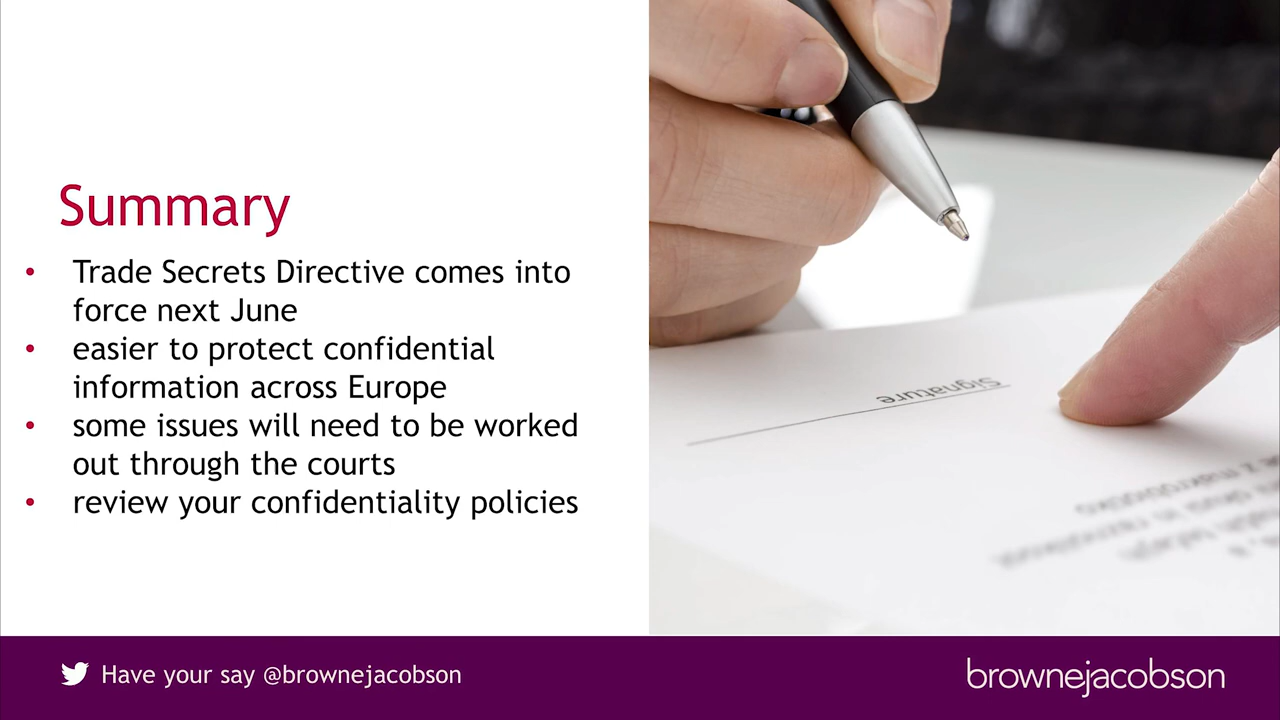 Summary
• Trade Secrets Directive comes into
force next June
• easier to protect confidential
information across Europe
• some issues will need to be worked
out through the courts
• review your confidentiality policies
Signature
Have your say @brownejacobson
brownejacobson